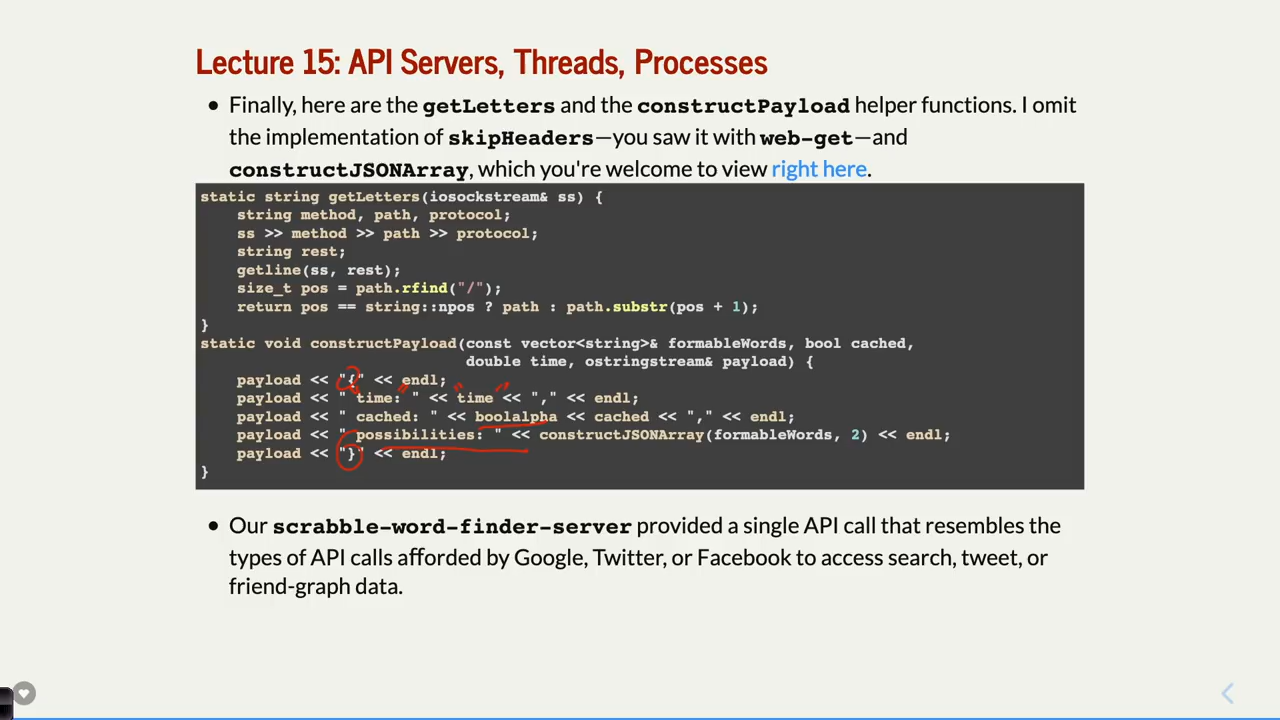 Lecture 15: API Servers, Threads, Processes
• Finally, here are the getLetters and the constructPayload helper functions. I omit
the implementation of skipHeaders—you saw it with web-get—and
constructJSONArray, which you're welcome to view right here.
static string getLetters(iosockstream& ss) {
    string method, path, protocol;
    ss >> method >> path >> protocol;
    string rest;
    getline(ss, rest);
    size_t pos = path.rfind("/");
    return pos == string::npos ? path : path.substr(pos + 1);
}
static void constructPayload(const vector<string>& formableWords, bool cached,
                             double time, ostringstream& payload) {
    payload << "{" << endl;
    payload << " time: " << time << "," << endl;
    payload << " cached: " << boolalpha << cached << "," << endl;
    payload << " possibilities: " << constructJSONArray(formableWords, 2) << endl;
    payload << "}" << endl;
}
• Our scrabble-word-finder-server provided a single API call that resembles the
types of API calls afforded by Google, Twitter, or Facebook to access search, tweet, or
friend-graph data.